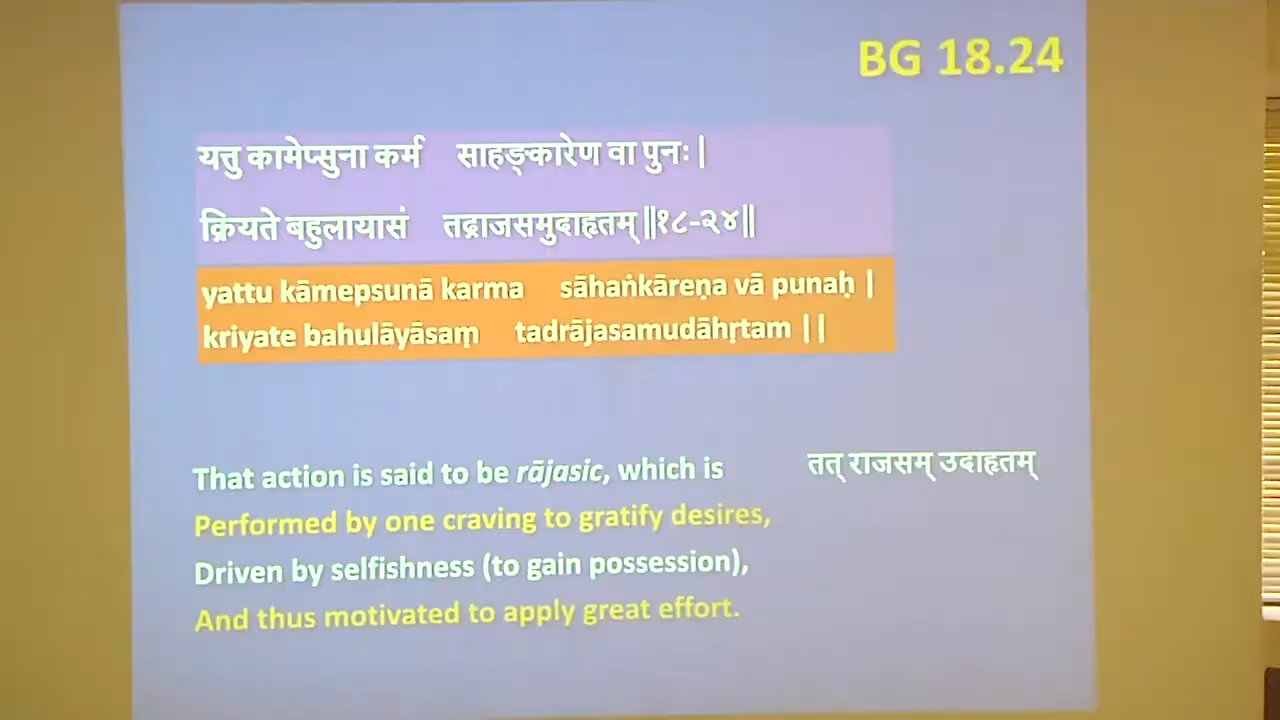 BG 18.24
यत्तु कामेप्सुना कर्म साहङ्कारेण वा पुनः |
क्रियते बहुलायासं तद्राजसमुदाहृतम् ||१८-२४||
yattu kāmepsunā karma sāhaṅkāreṇa vā punaḥ |
kriyate bahulāyāsaṃ tadrājasamudāhṛtam ||
That action is said to be rājasic, which is तत् राजसम् उदाहृतम्
Performed by one craving to gratify desires,
Driven by selfishness (to gain possession),
And thus motivated to apply great effort.